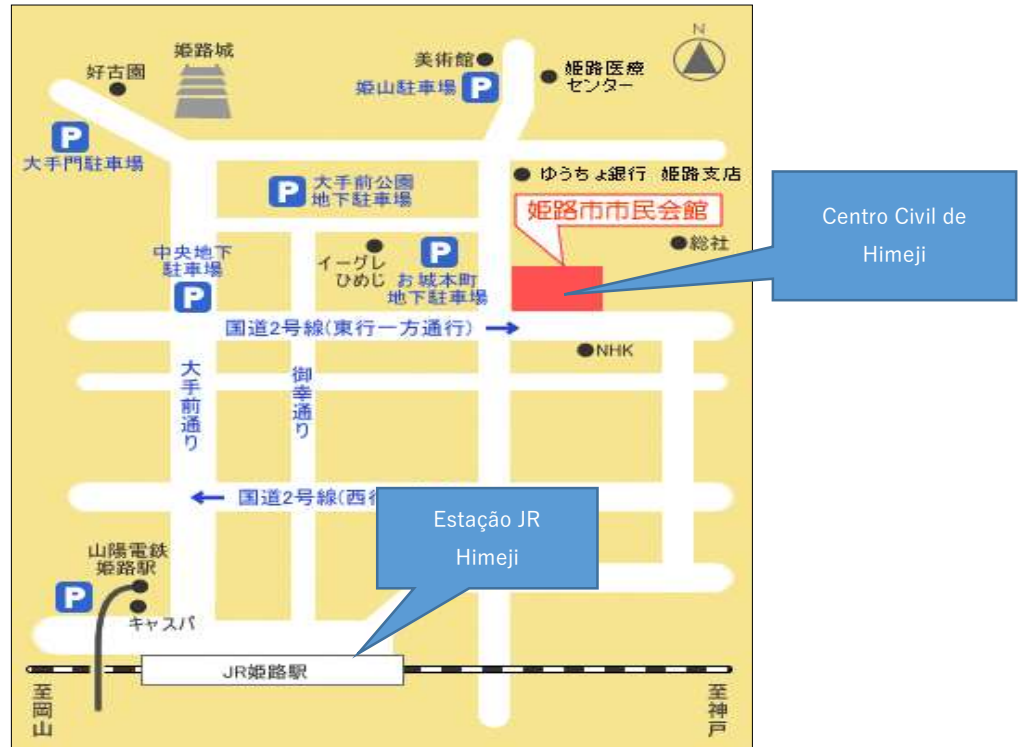 N
姫路城
好古園
美術館
姫山駐車場
P
姫路医療
センター
P
大手門駐車場
P
大手前公園
地下駐車場
ゆうちょ銀行 姫路支店
姫路市市民会館
総社
Centro Civil de
Himeji
中央地下
駐車場
P
イーグレ
ひめじ
P
お城本町
地下駐車場
国道2号線(東行一方通行)
NHK
大手前通り
御幸通り
国道2号線(西行
Estação JR
Himeji
山陽電鉄
姫路駅
P
キャスパ
JR姫路駅
至岡山
至神戸